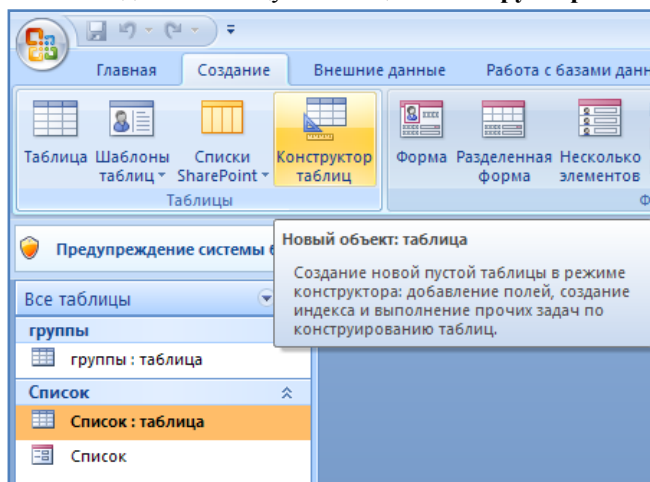 Главная Создание Внешние данные Работа с базами данн
Таблица Шаблоны таблиц Списки SharePoint Конструктор таблиц Форма Разделенная форма Несколько элементов
Таблицы
Предупреждение системы
Новый объект: таблица
Создание новой пустой таблицы в режиме
конструктора: добавление полей, создание
индекса и выполнение прочих задач по
конструированию таблиц.
Все таблицы
группы
группы : таблица
Список
Список : таблица
Список